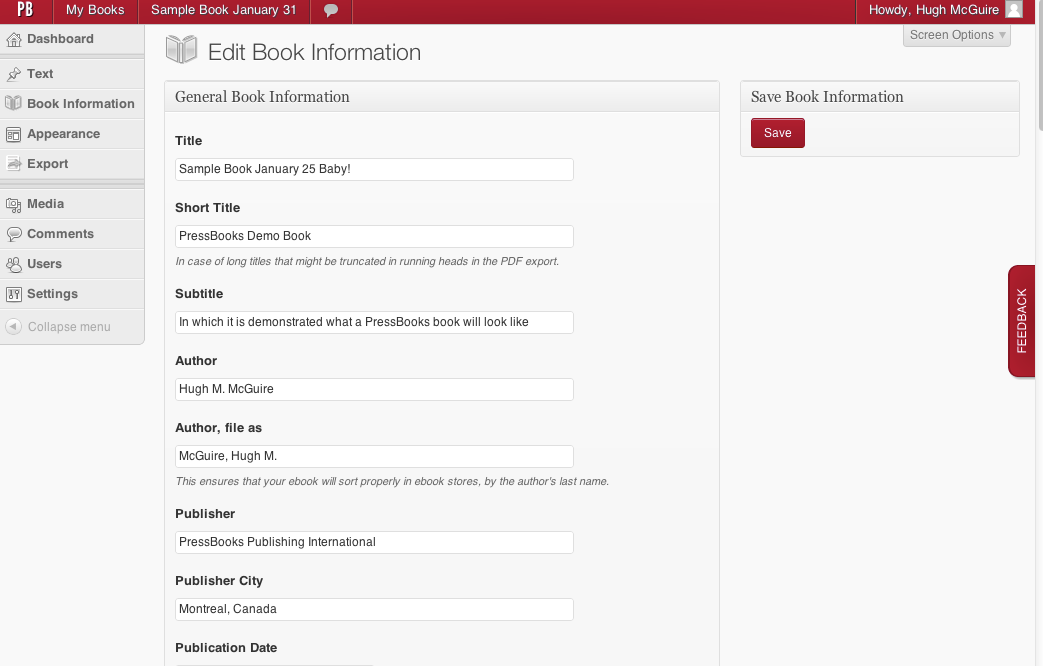 PB My Books Sample Book January 31 Howdy, Hugh McGuire
Screen Options
Dashboard
Text
Book Information
Appearance
Export
Media
Comments
Users
Settings
Collapse menu
Edit Book Information
General Book Information
Title
Sample Book January 25 Baby!
Short Title
PressBooks Demo Book
In case of long titles that might be truncated in running heads in the PDF export.
Subtitle
In which it is demonstrated what a PressBooks book will look like
Author
Hugh M. McGuire
Author, file as
McGuire, Hugh M.
This ensures that your ebook will sort properly in ebook stores, by the author's last name.
Publisher
PressBooks Publishing International
Publisher City
Montreal, Canada
Publication Date
Save Book Information
Save
FEEDBACK